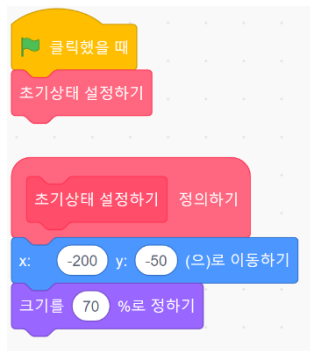 클릭했을 때
초기상태 설정하기
초기상태 설정하기 정의하기
x: -200 y: -50 (으)로 이동하기
크기를 70 %로 정하기